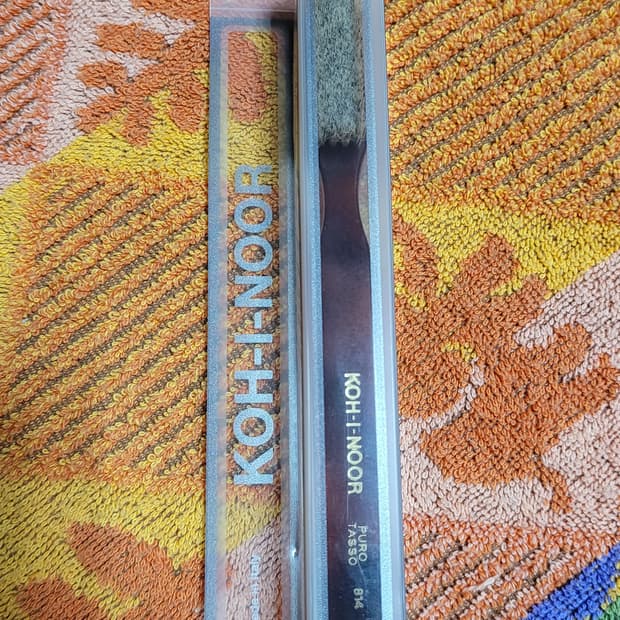 KOH-I-NOOR
KOH-I-NOOR
PURO
TASSO
814